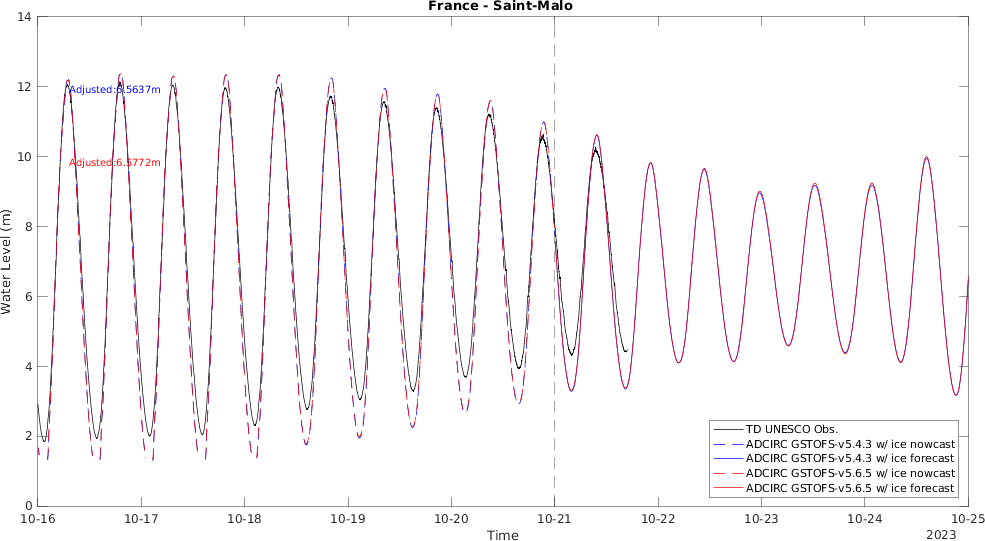 France - Saint-Malo
14
12
10
8
6
4
2
0
Water Level (m)
Adjusted:6.5637m
Adjusted:6.5772m
TD UNESCO Obs.
ADCIRC GSTOFS-v5.4.3 w/ ice nowcast
ADCIRC GSTOFS-v5.4.3 w/ ice forecast
ADCIRC GSTOFS-v5.6.5 w/ ice nowcast
ADCIRC GSTOFS-v5.6.5 w/ ice forecast
10-16 10-17 10-18 10-19 10-20 10-21 10-22 10-23 10-24 10-25
Time
2023